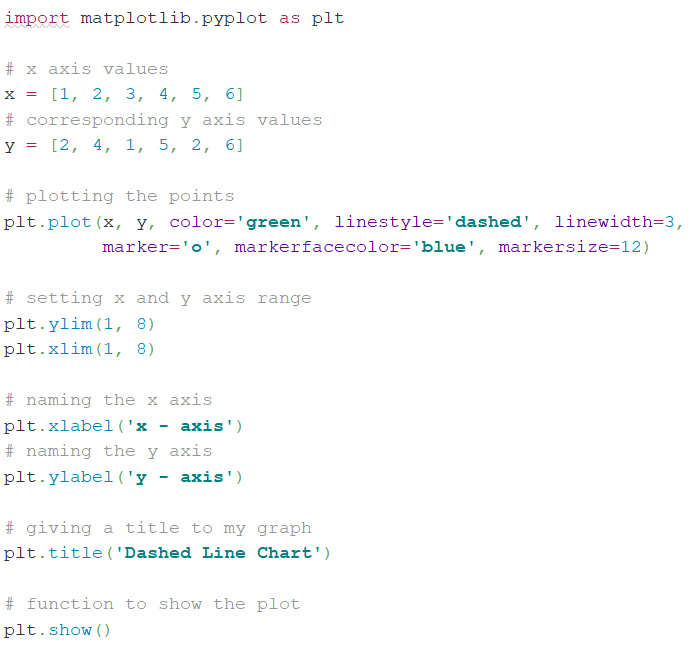 import matplotlib.pyplot as plt
# x axis values
x = [1, 2, 3, 4, 5, 6]
# corresponding y axis values
y = [2, 4, 1, 5, 2, 6]
# plotting the points
plt.plot(x, y, color='green', linestyle='dashed', linewidth=3,
         marker='o', markerfacecolor='blue', markersize=12)
# setting x and y axis range
plt.ylim(1, 8)
plt.xlim(1, 8)
# naming the x axis
plt.xlabel('x - axis')
# naming the y axis
plt.ylabel('y - axis')
# giving a title to my graph
plt.title('Dashed Line Chart')
# function to show the plot
plt.show()